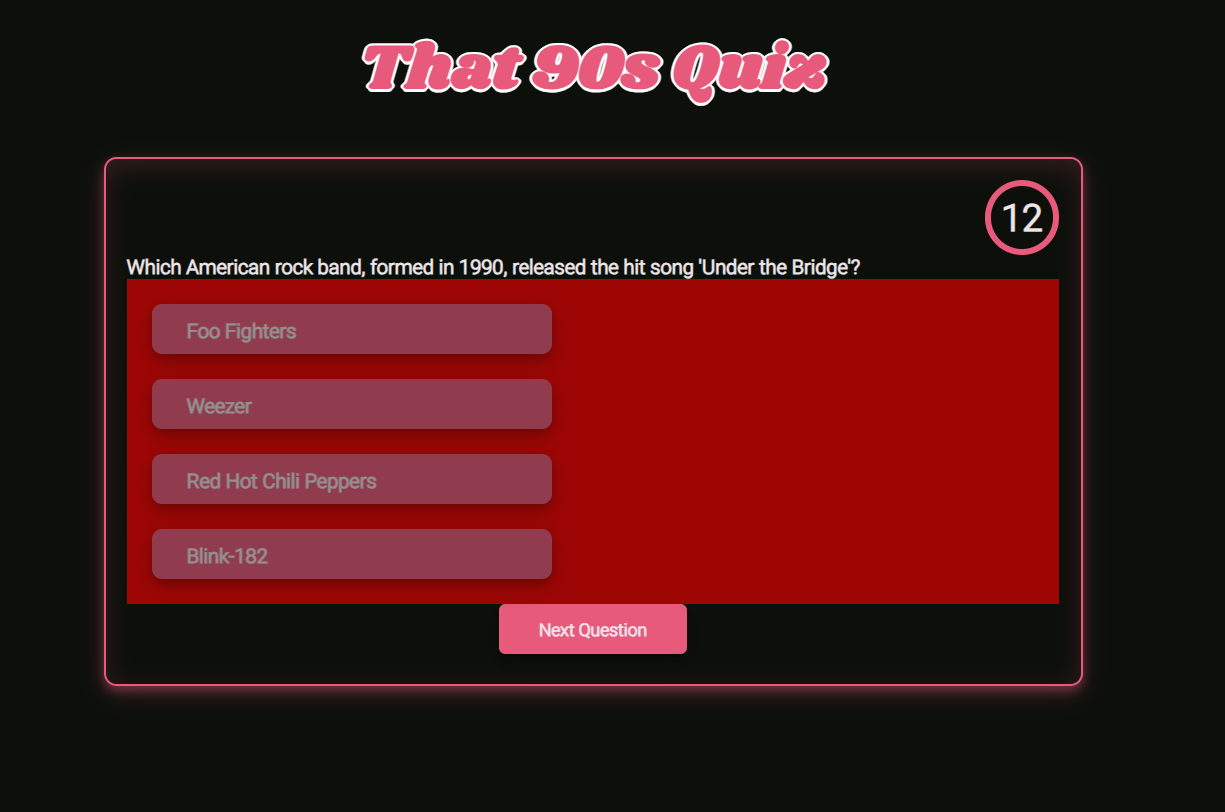 That 90s Quiz
12
Which American rock band, formed in 1990, released the hit song 'Under the Bridge'?
Foo Fighters
Weezer
Red Hot Chili Peppers
Blink-182
Next Question